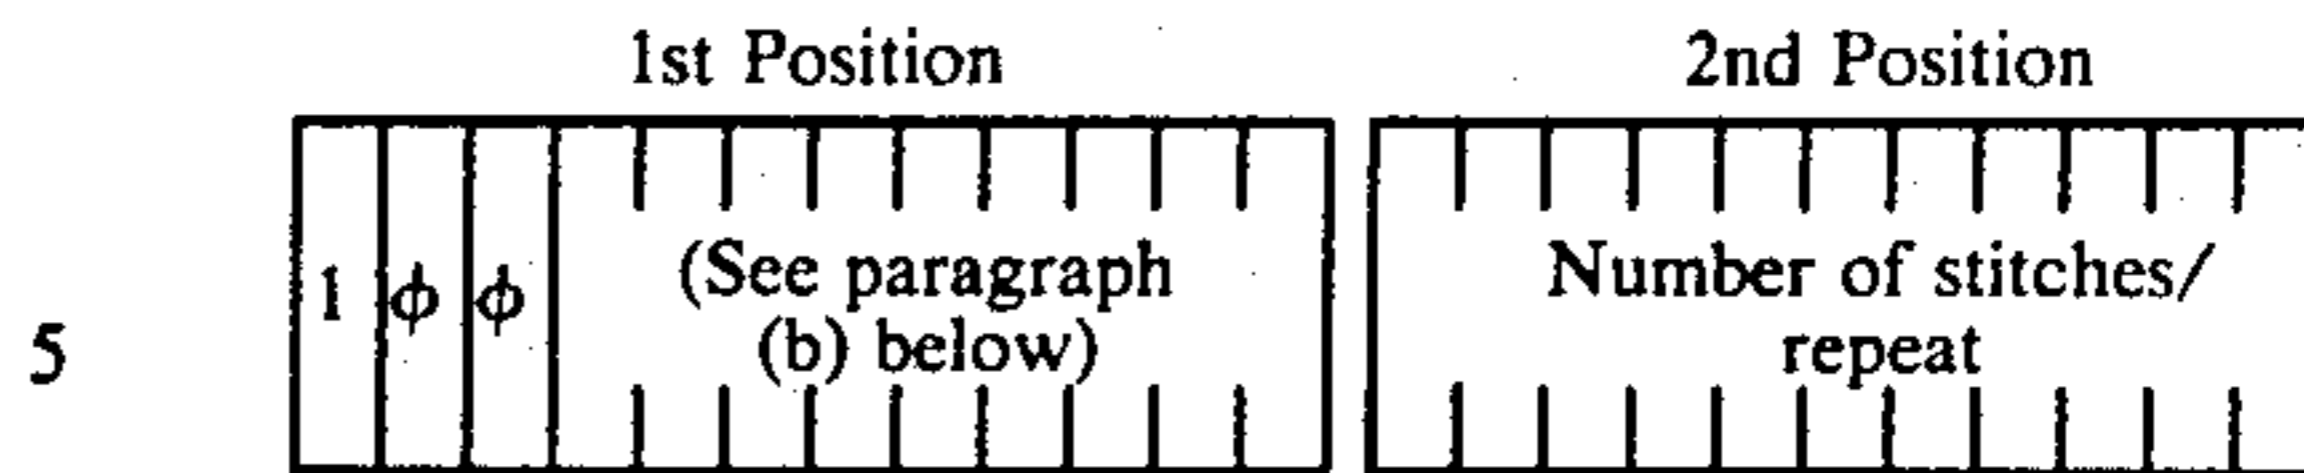 1st Position 2nd Position
1 ϕ ϕ (See paragraph Number of stitches/
5 (b) below) repeat